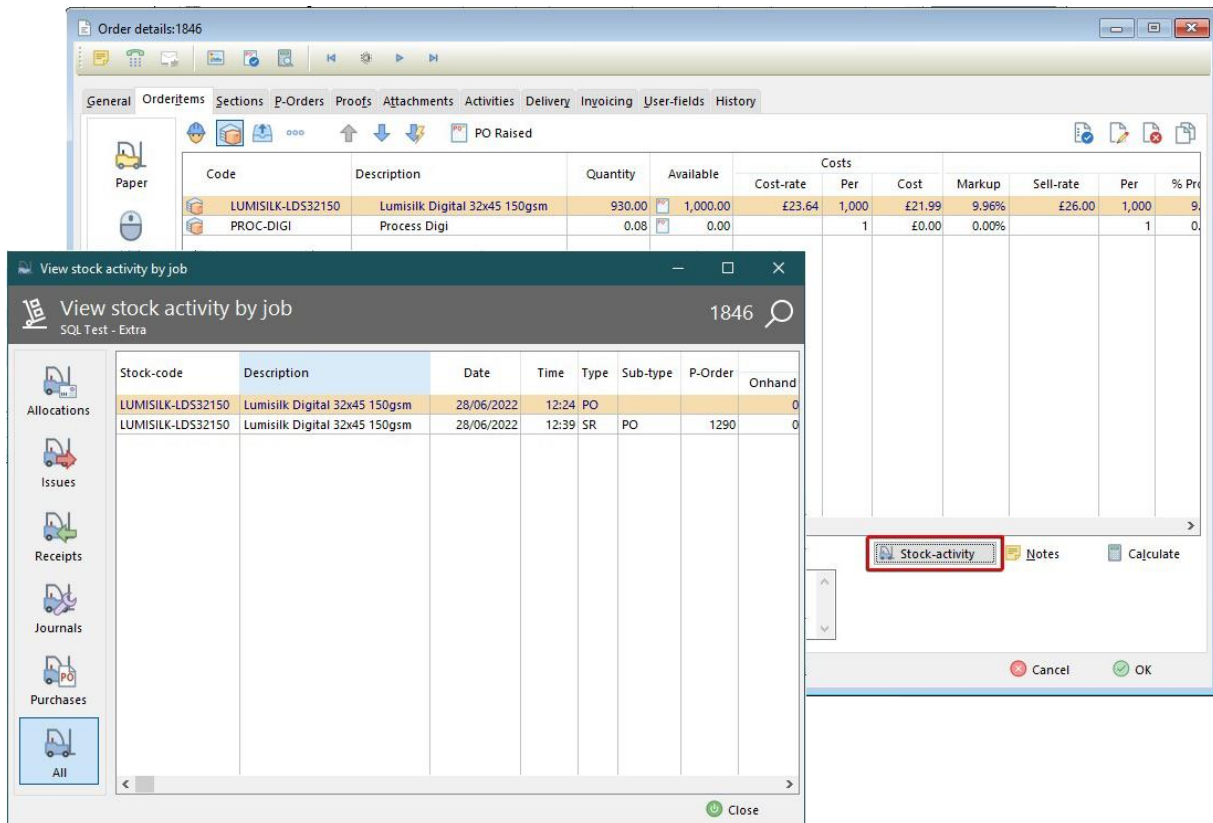 Order details:1846
General Orderitems Sections P-Orders Proofs Attachments Activities Delivery Invoicing User-fields History
PO Raised
Paper
Code Description Quantity Available Costs
Cost-rate Per Cost Markup Sell-rate Per % Pro
LUMISILK-LDS32150 Lumisilk Digital 32x45 150gsm 930.00 1,000.00 £23.64 1,000 £21.99 9.96% £26.00 1,000 9.
PROC-DIGI Process Digi 0.08 0.00 1 £0.00 0.00% 1 0.
View stock activity by job
View stock activity by job 1846
SQL Test - Extra
Stock-code Description Date Time Type Sub-type P-Order Onhand
LUMISILK-LDS32150 Lumisilk Digital 32x45 150gsm 28/06/2022 12:24 PO 0
LUMISILK-LDS32150 Lumisilk Digital 32x45 150gsm 28/06/2022 12:39 SR PO 1290 0
Allocations
Issues
Receipts
Journals
Purchases
All
Stock-activity Notes Calculate
Cancel OK
Close